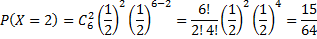 P(X = 2) = C_6^2 (1/2)^2 (1/2)^{6−2} = 6!/(2! 4!) (1/2)^2 (1/2)^4 = 15/64